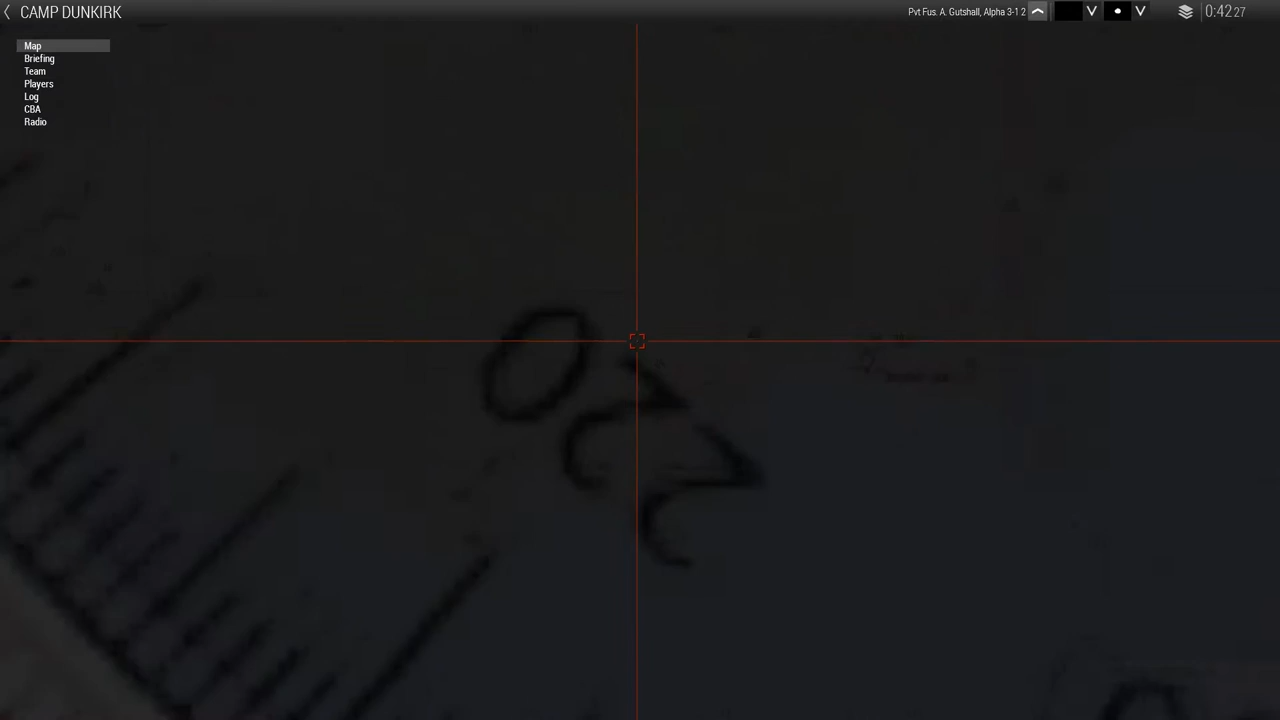 CAMP DUNKIRK
Pvt Fus. A. Gutshall, Alpha 3-1 2
0:42 27
Map
Briefing
Team
Players
Log
CBA
Radio
220